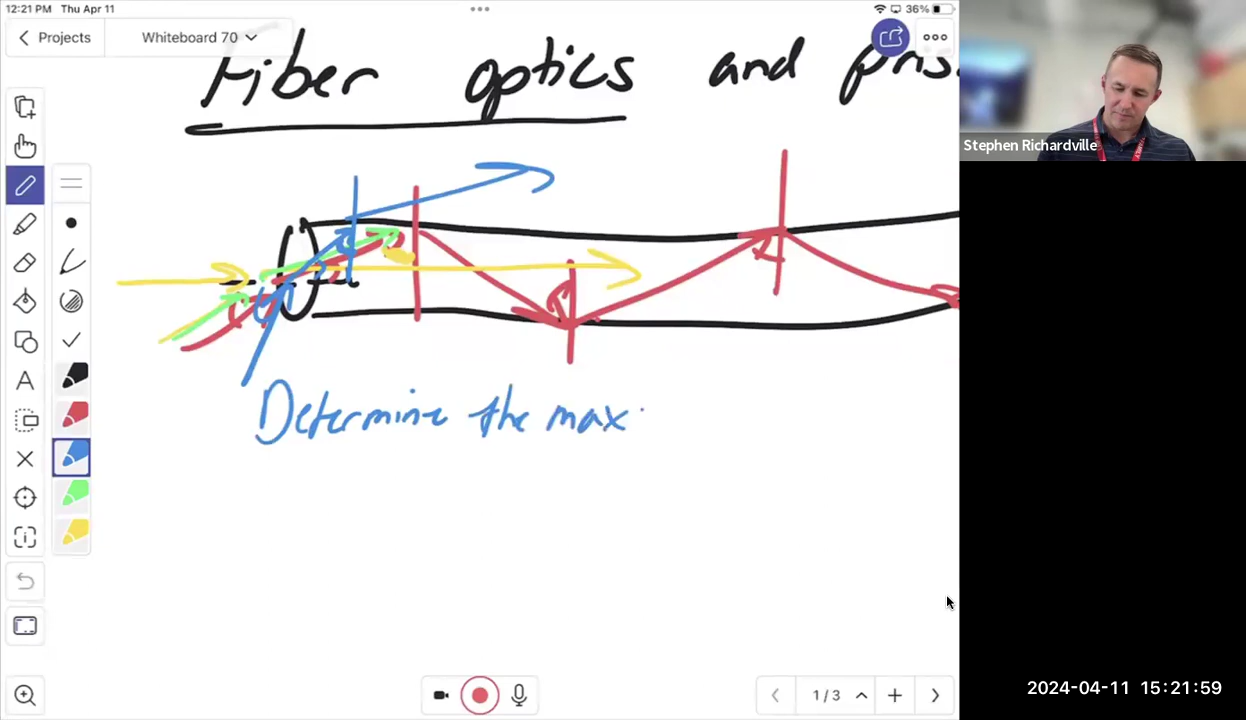 12:21 PM Thu Apr 11
36%
Projects
Whiteboard 70
Fiber optics and pris
Stephen Richardville
Determine the max
A
1/3
2024-04-11 15:21:59